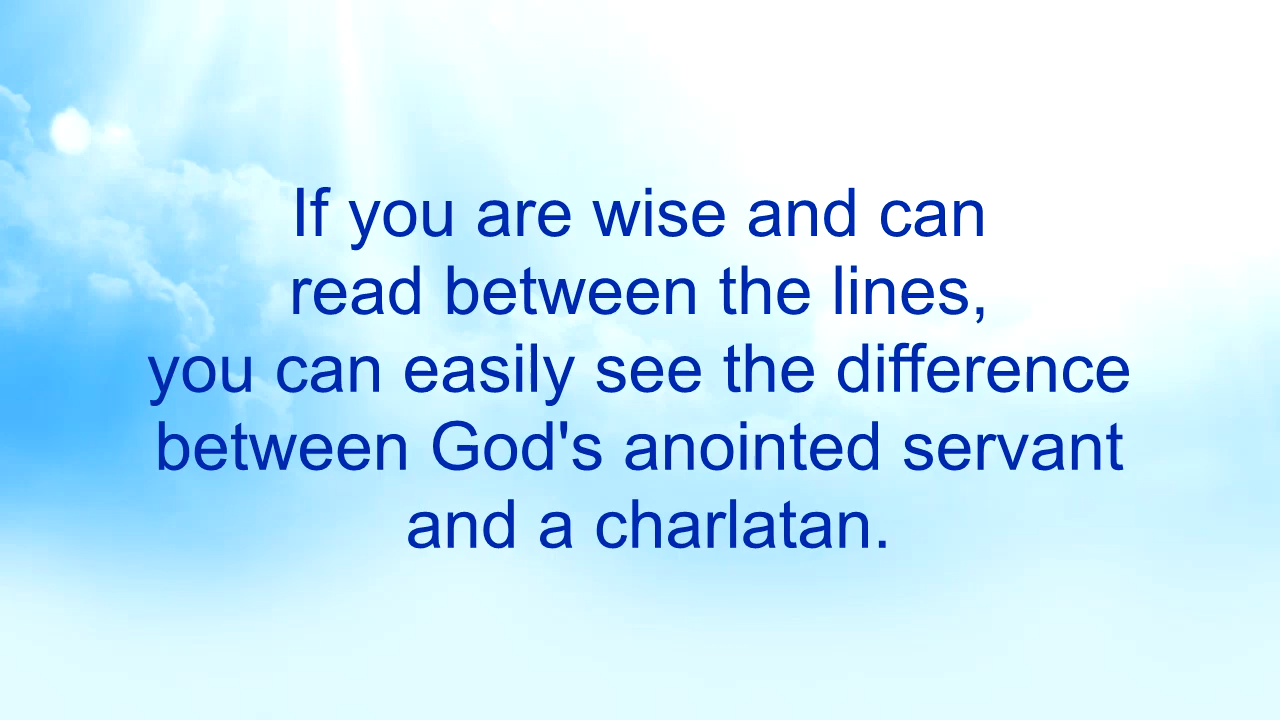 If you are wise and can
read between the lines,
you can easily see the difference
between God's anointed servant
and a charlatan.